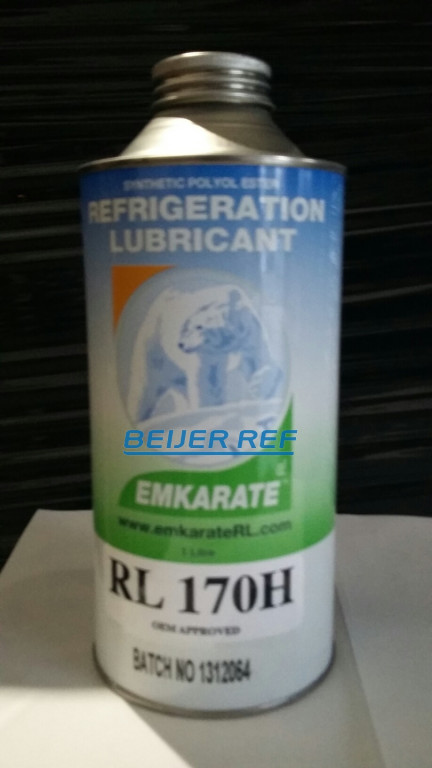 SYNTHETIC POLYOL ESTER
REFRIGERATION
LUBRICANT
BEIJER REF
EMKARATE
www.emkarateRL.com
1 Litre
RL 170H
OEM APPROVED
BATCH NO 1312064